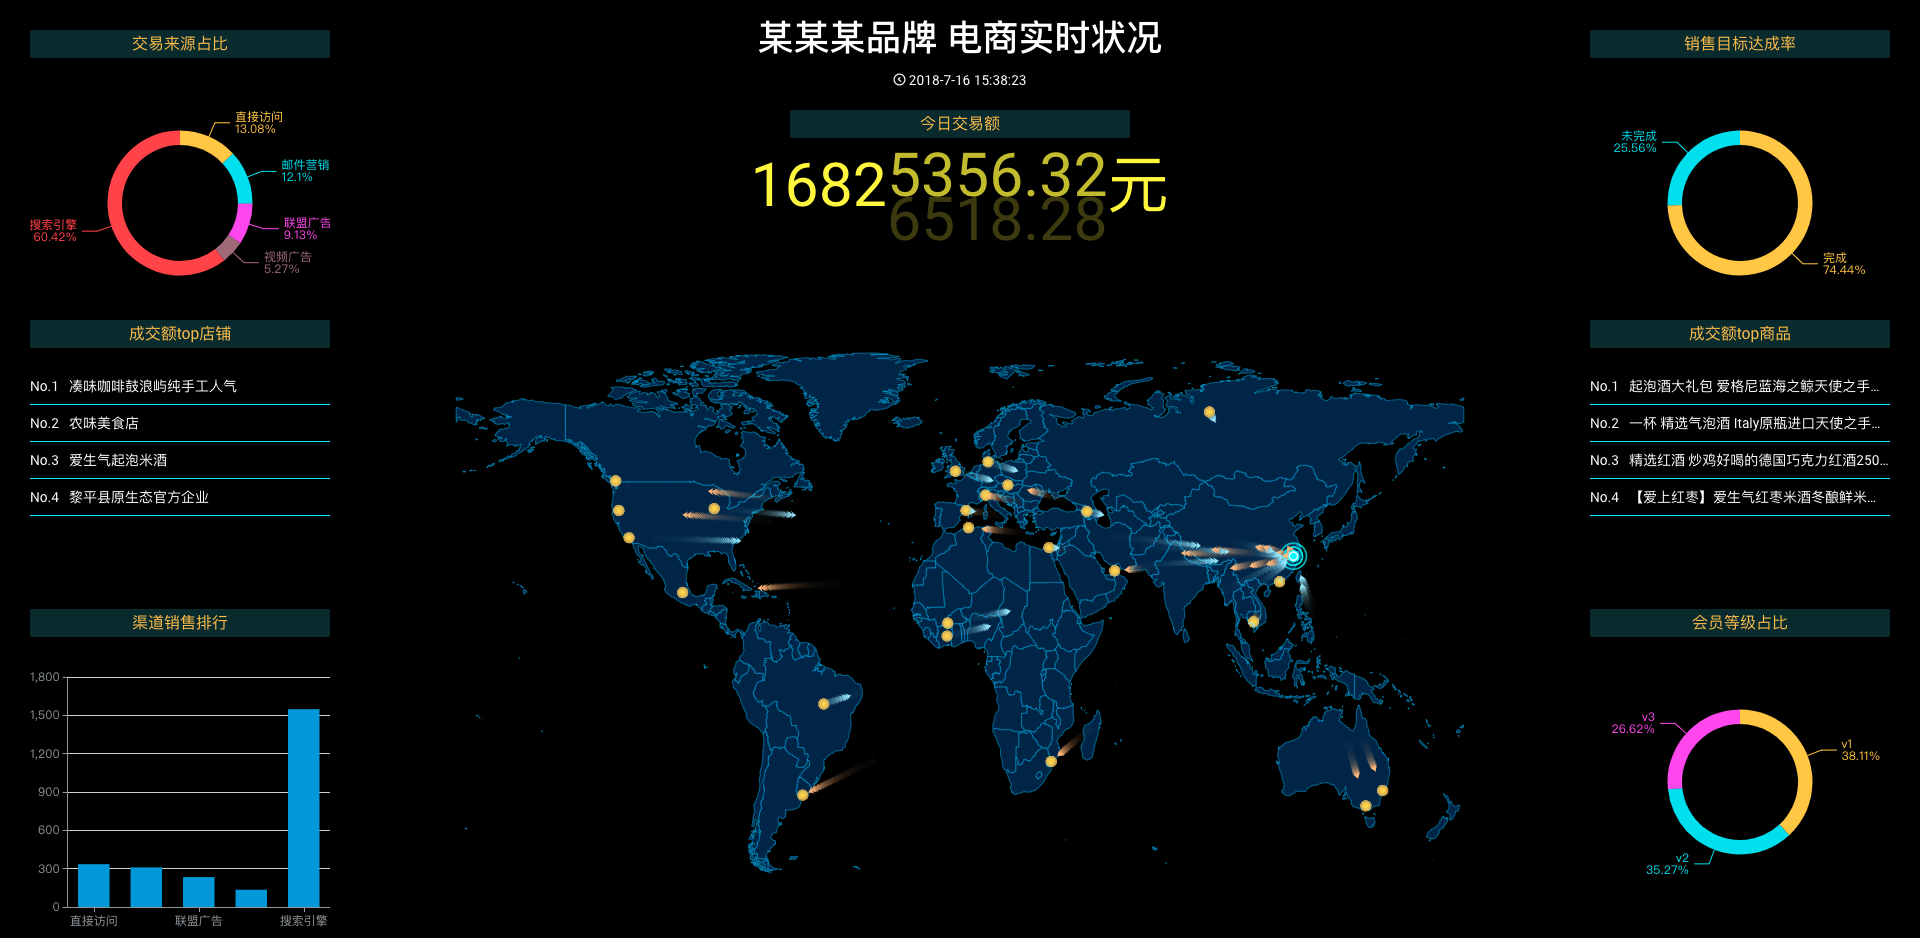 某某某品牌 电商实时状况
2018-7-16 15:38:23
今日交易额
16825356.32元
6518.28
交易来源占比
直接访问
13.08%
邮件营销
12.1%
联盟广告
9.13%
视频广告
5.27%
搜索引擎
60.42%
成交额top店铺
No.1 凑味咖啡鼓浪屿纯手工人气
No.2 农味美食店
No.3 爱生气起泡米酒
No.4 黎平县原生态官方企业
渠道销售排行
1,800
1,500
1,200
900
600
300
0
直接访问 联盟广告 搜索引擎
销售目标达成率
未完成
25.56%
完成
74.44%
成交额top商品
No.1 起泡酒大礼包 爱格尼蓝海之鲸天使之手...
No.2 一杯 精选气泡酒 Italy原瓶进口天使之手...
No.3 精选红酒 炒鸡好喝的德国巧克力红酒250...
No.4 【爱上红枣】爱生气红枣米酒冬酿鲜米...
会员等级占比
v3
26.62%
v1
38.11%
v2
35.27%